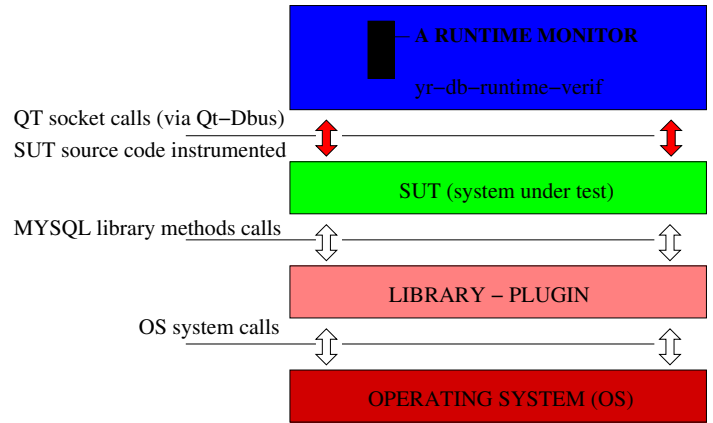 A RUNTIME MONITOR
yr−db−runtime−verif
QT socket calls (via Qt−Dbus)
SUT source code instrumented
SUT (system under test)
MYSQL library methods calls
LIBRARY − PLUGIN
OS system calls
OPERATING SYSTEM (OS)